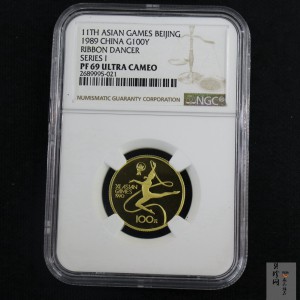 11TH ASIAN GAMES BEIJING
1989 CHINA G100Y
RIBBON DANCER
SERIES I
PF 69 ULTRA CAMEO
2689995-021
NUMISMATIC GUARANTY CORPORATION
NGC
XI ASIAN
GAMES
1990
100元